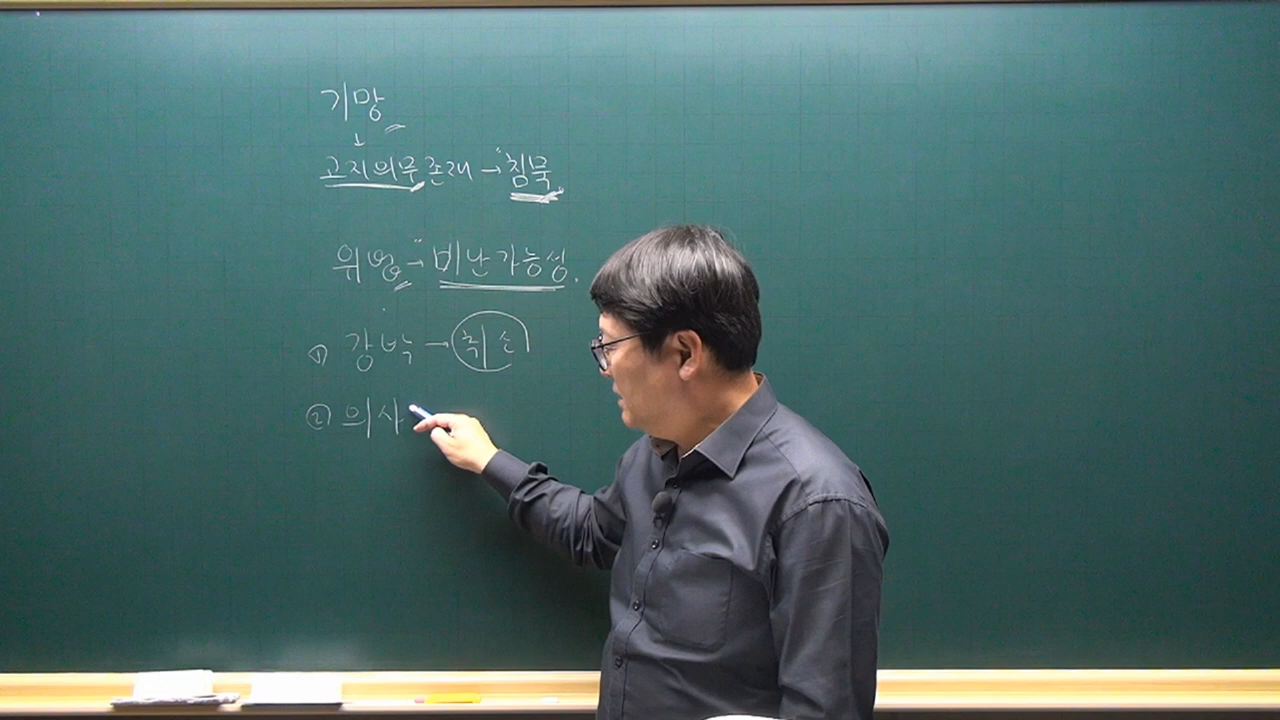 기망
↓
고지의무 존재 → 침묵
위법 → 비난가능성.
① 강박 → 취소
② 의사